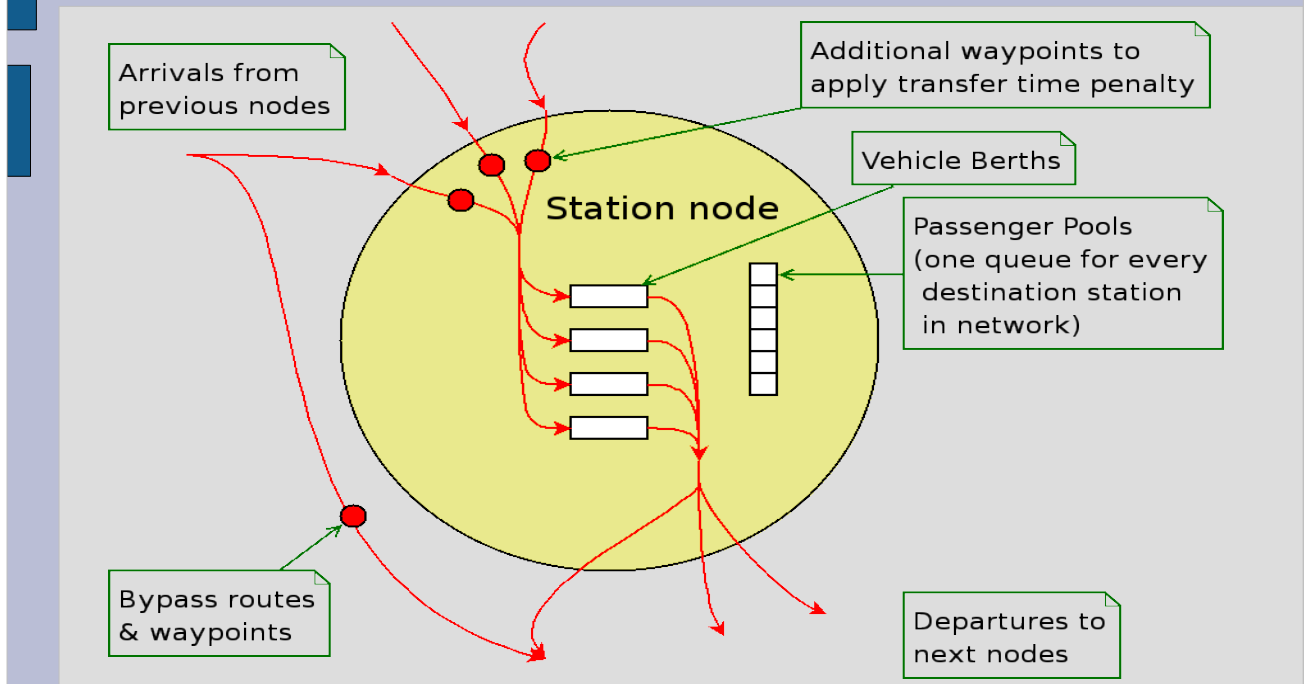 Arrivals from
previous nodes
Additional waypoints to
apply transfer time penalty
Vehicle Berths
Station node
Passenger Pools
(one queue for every
destination station
in network)
Bypass routes
& waypoints
Departures to
next nodes